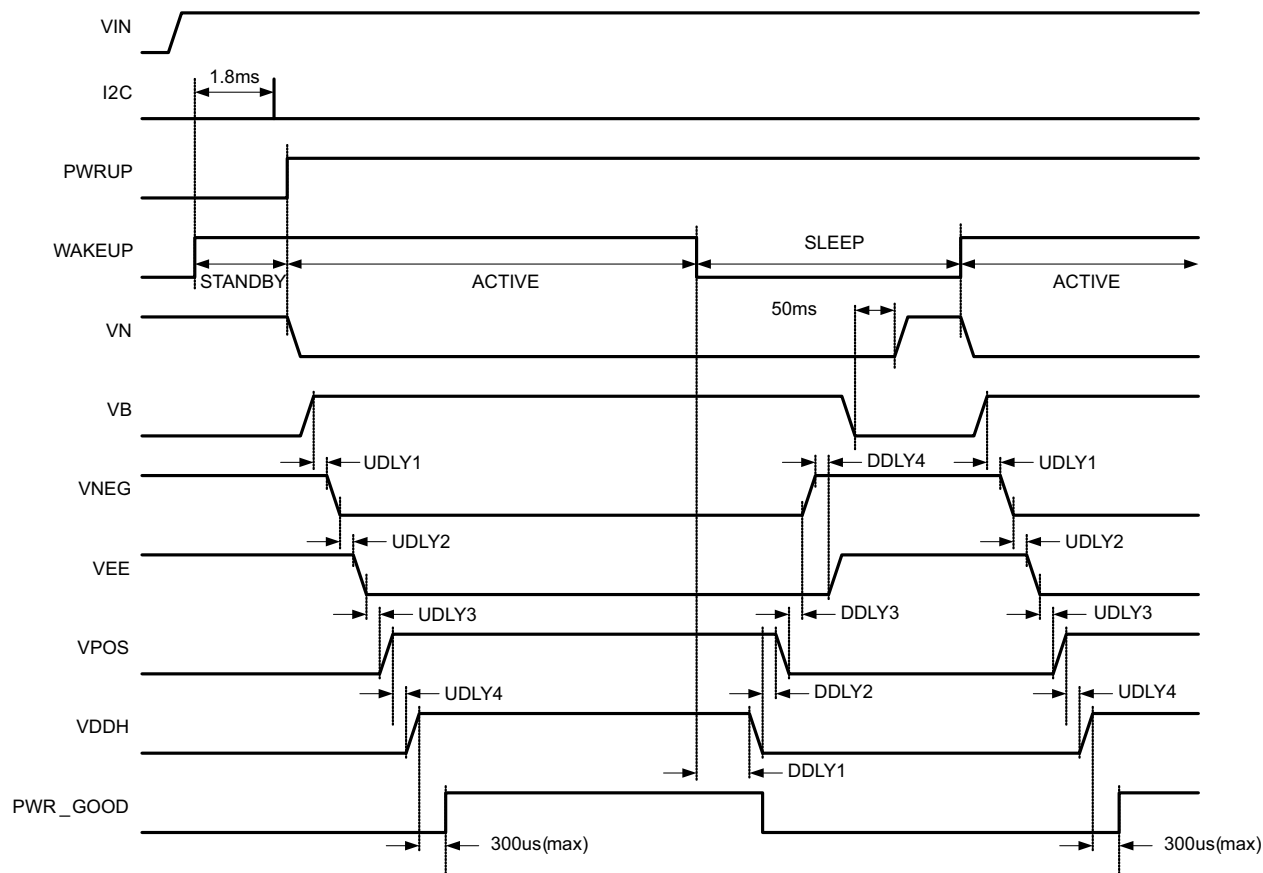 VIN
1.8ms
I2C
PWRUP
WAKEUP
SLEEP
STANDBY
ACTIVE
ACTIVE
50ms
VN
VB
UDLY1
DDLY4
UDLY1
VNEG
UDLY2
UDLY2
VEE
UDLY3
DDLY3
UDLY3
VPOS
UDLY4
DDLY2
UDLY4
VDDH
DDLY1
PWR_GOOD
300us(max)
300us(max)